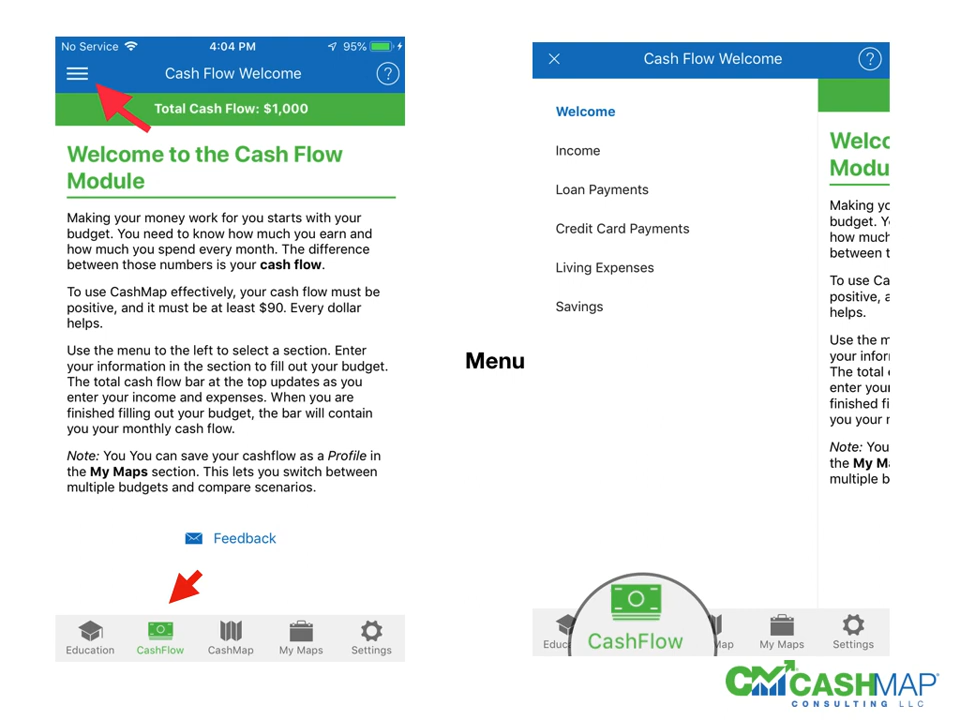 No Service 4:04 PM 95%
Cash Flow Welcome ?
Total Cash Flow: $1,000
Welcome to the Cash Flow
Module
Making your money work for you starts with your
budget. You need to know how much you earn and
how much you spend every month. The difference
between those numbers is your cash flow.
To use CashMap effectively, your cash flow must be
positive, and it must be at least $90. Every dollar
helps.
Use the menu to the left to select a section. Enter
your information in the section to fill out your budget.
The total cash flow bar at the top updates as you
enter your income and expenses. When you are
finished filling out your budget, the bar will contain
you your monthly cash flow.
Note: You You can save your cashflow as a Profile in
the My Maps section. This lets you switch between
multiple budgets and compare scenarios.
Feedback
Education CashFlow CashMap My Maps Settings
Menu
Cash Flow Welcome ?
Welcome
Income
Loan Payments
Credit Card Payments
Living Expenses
Savings
Welc
Modu
Making yo
budget. Y
how much
between t
To use Ca
positive, a
helps.
Use the m
your infor
The total
enter your
finished fi
you your r
Note: You
the My M
multiple b
Educ CashFlow Map My Maps Settings
CM CASHMAP®
CONSULTING LLC